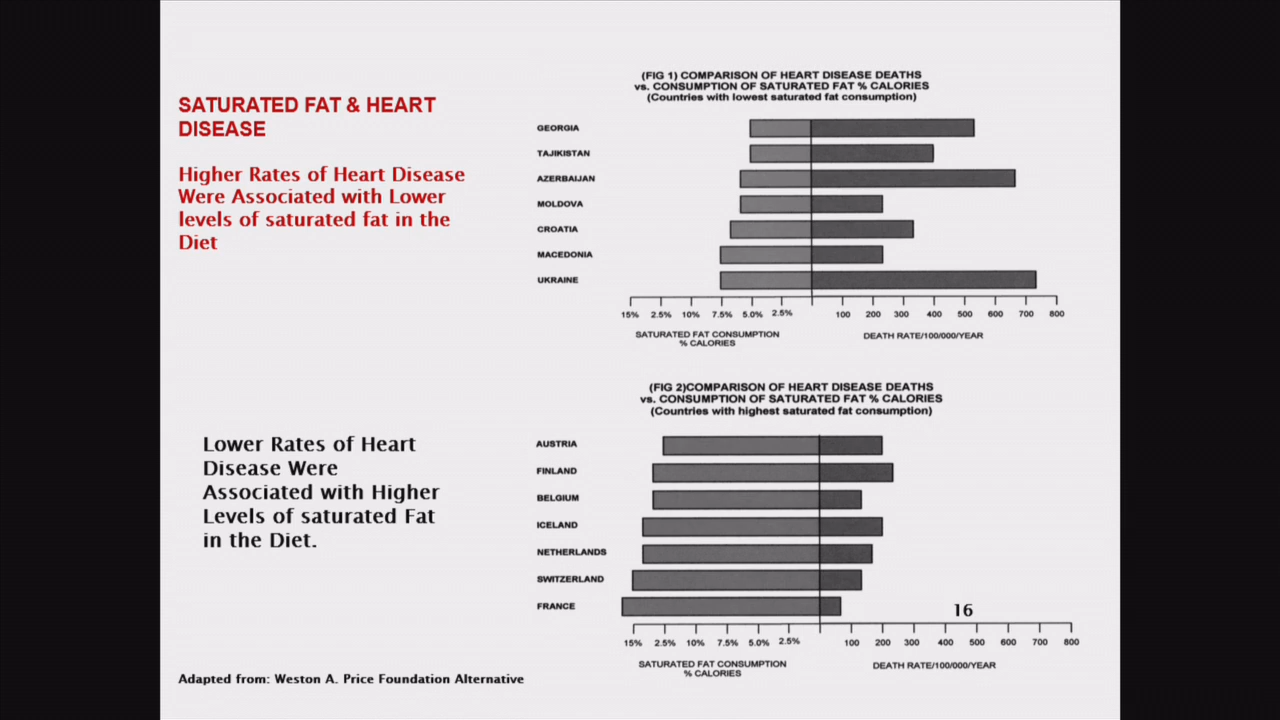 SATURATED FAT & HEART
DISEASE
Higher Rates of Heart Disease
Were Associated with Lower
levels of saturated fat in the
Diet
(FIG 1) COMPARISON OF HEART DISEASE DEATHS
vs. CONSUMPTION OF SATURATED FAT % CALORIES
(Countries with lowest saturated fat consumption)
GEORGIA
TAJIKISTAN
AZERBAIJAN
MOLDOVA
CROATIA
MACEDONIA
UKRAINE
15% 2.5% 10% 7.5% 5.0% 2.5% 100 200 300 400 500 600 700 800
SATURATED FAT CONSUMPTION
% CALORIES
DEATH RATE/100/000/YEAR
Lower Rates of Heart
Disease Were
Associated with Higher
Levels of saturated Fat
in the Diet.
(FIG 2)COMPARISON OF HEART DISEASE DEATHS
vs. CONSUMPTION OF SATURATED FAT % CALORIES
(Countries with highest saturated fat consumption)
AUSTRIA
FINLAND
BELGIUM
ICELAND
NETHERLANDS
SWITZERLAND
FRANCE
16
15% 2.5% 10% 7.5% 5.0% 2.5% 100 200 300 400 500 600 700 800
SATURATED FAT CONSUMPTION
% CALORIES
DEATH RATE/100/000/YEAR
Adapted from: Weston A. Price Foundation Alternative